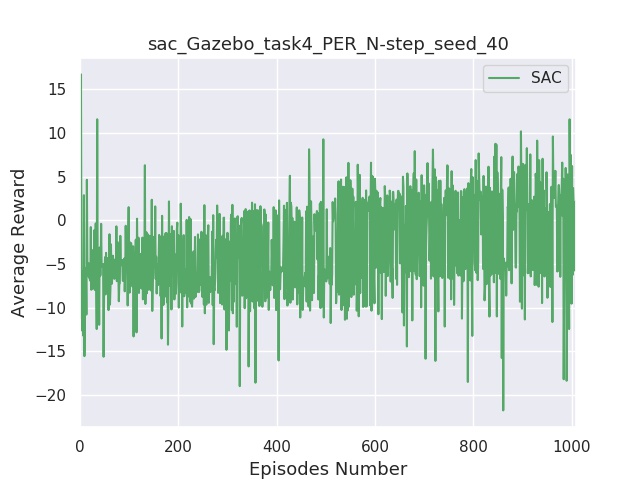 sac_Gazebo_task4_PER_N-step_seed_40
SAC
15
10
5
0
−5
−10
−15
−20
Average Reward
0 200 400 600 800 1000
Episodes Number